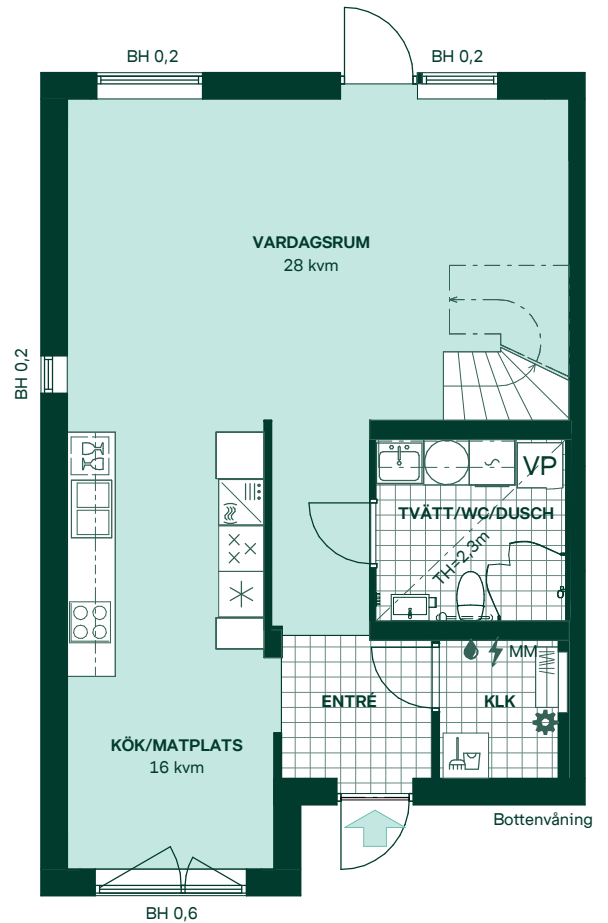 BH 0,2
BH 0,2
VARDAGSRUM
28 kvm
BH 0,2
VP
TVÄTT/WC/DUSCH
TH=2,3m
MM
ENTRÉ
KLK
KÖK/MATPLATS
16 kvm
Bottenvåning
BH 0,6